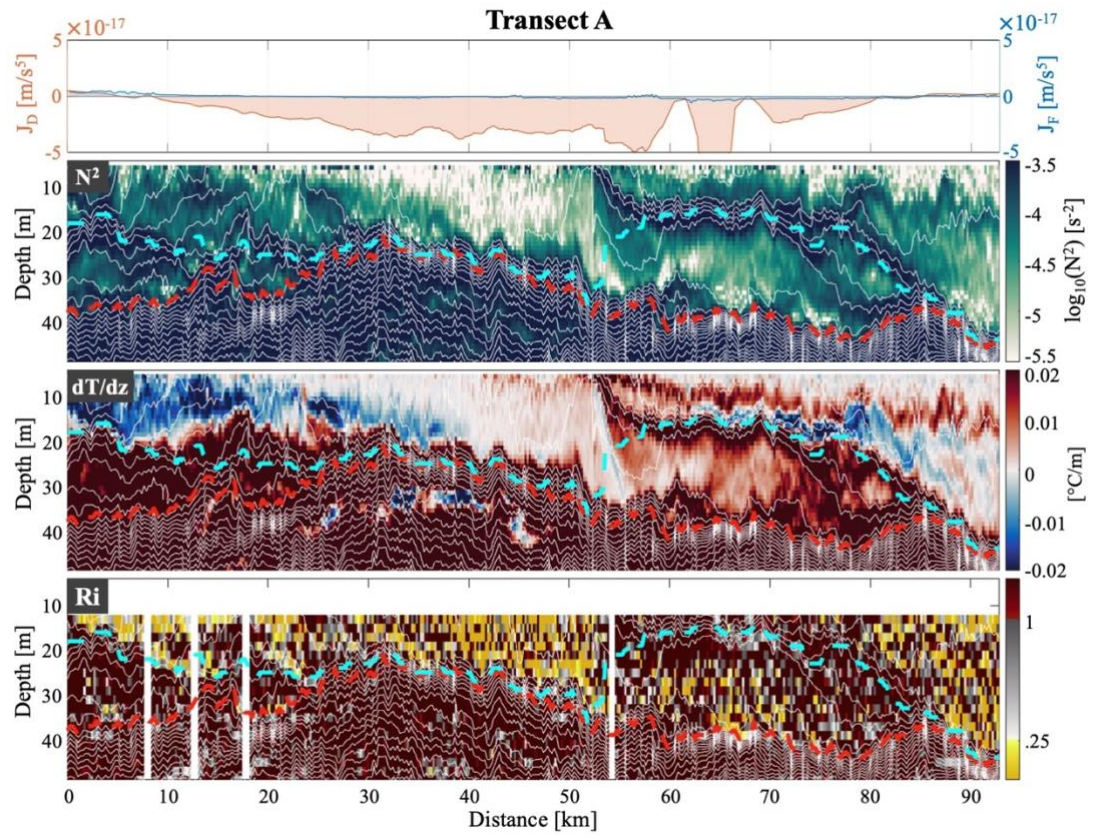 Transect A
×10⁻¹⁷
×10⁻¹⁷
5
0
-5
J_D [m/s⁵]
5
0
-5
J_F [m/s⁵]
N²
10
20
30
40
Depth [m]
-3.5
-4
-4.5
-5
-5.5
log₁₀(N²) [s⁻²]
dT/dz
10
20
30
40
Depth [m]
0.02
0.01
0
-0.01
-0.02
[°C/m]
Ri
10
20
30
40
Depth [m]
1
.25
0 10 20 30 40 50 60 70 80 90
Distance [km]